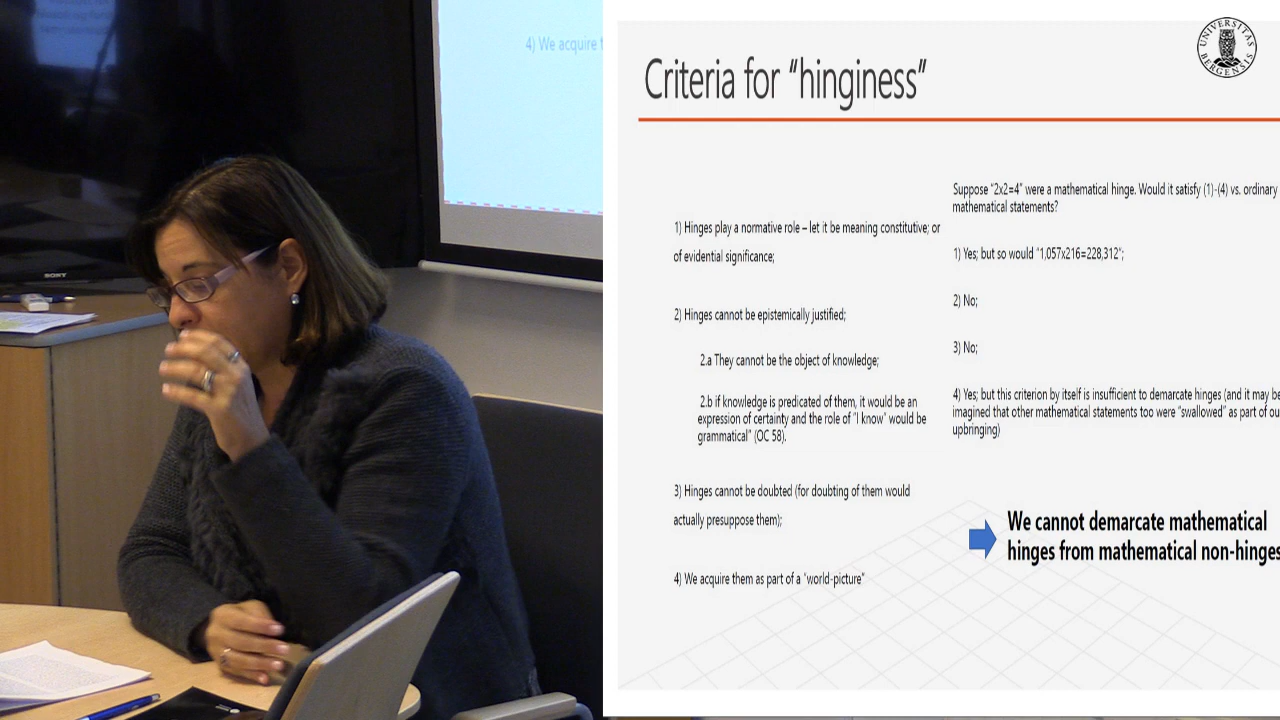 4) We acquire t
SONY
Criteria for “hinginess”
UNIVERSITAS BERGENSIS
1) Hinges play a normative role – let it be meaning constitutive; or
of evidential significance;
2) Hinges cannot be epistemically justified;
2.a They cannot be the object of knowledge;
2.b if knowledge is predicated of them, it would be an
expression of certainty and the role of “I know” would be
grammatical” (OC 58).
3) Hinges cannot be doubted (for doubting of them would
actually presuppose them);
4) We acquire them as part of a “world-picture”
Suppose “2x2=4” were a mathematical hinge. Would it satisfy (1)-(4) vs. ordinary
mathematical statements?
1) Yes; but so would “1,057x216=228,312”;
2) No;
3) No;
4) Yes; but this criterion by itself is insufficient to demarcate hinges (and it may be
imagined that other mathematical statements too were “swallowed” as part of ou
upbringing)
We cannot demarcate mathematical
hinges from mathematical non-hinges